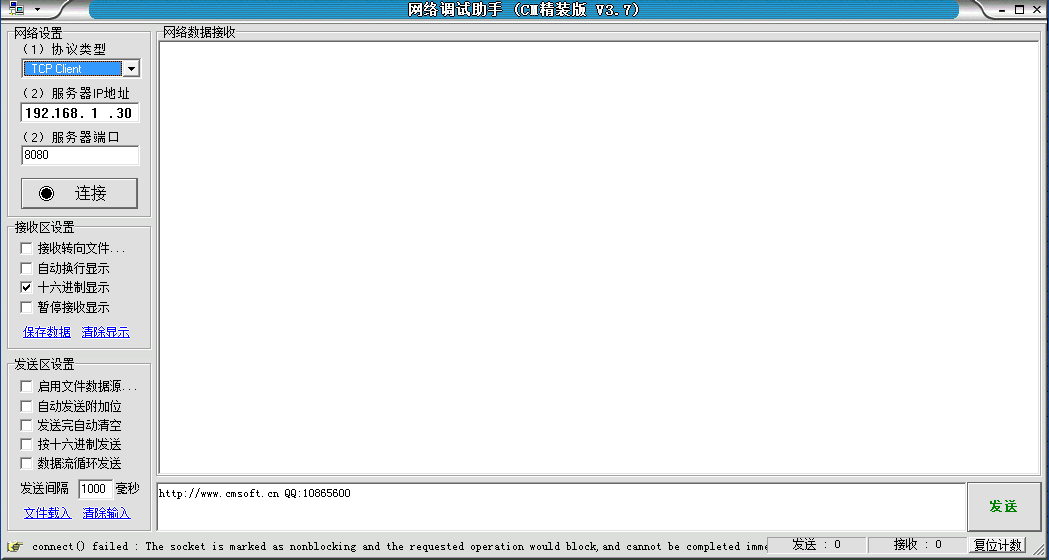 网络调试助手 (CM精装版 V3.7)
网络设置
(1) 协议类型
TCP Client
(2) 服务器IP地址
192.168. 1 .30
(2) 服务器端口
8080
连接
接收区设置
接收转向文件...
自动换行显示
十六进制显示
暂停接收显示
保存数据 清除显示
发送区设置
启用文件数据源...
自动发送附加位
发送完自动清空
按十六进制发送
数据流循环发送
发送间隔 1000 毫秒
文件载入 清除输入
网络数据接收
http://www.cmsoft.cn QQ:10865600
发送
connect() failed : The socket is marked as nonblocking and the requested operation would block, and cannot be completed imme
发送 : 0
接收 : 0
复位计数